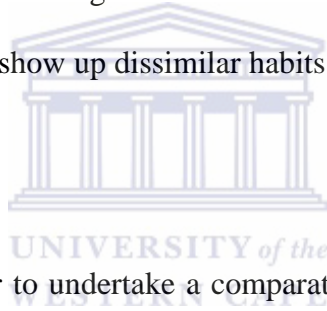 show up dissimilar habits
UNIVERSITY of the
r to undertake a comparat
WESTERN CAPE